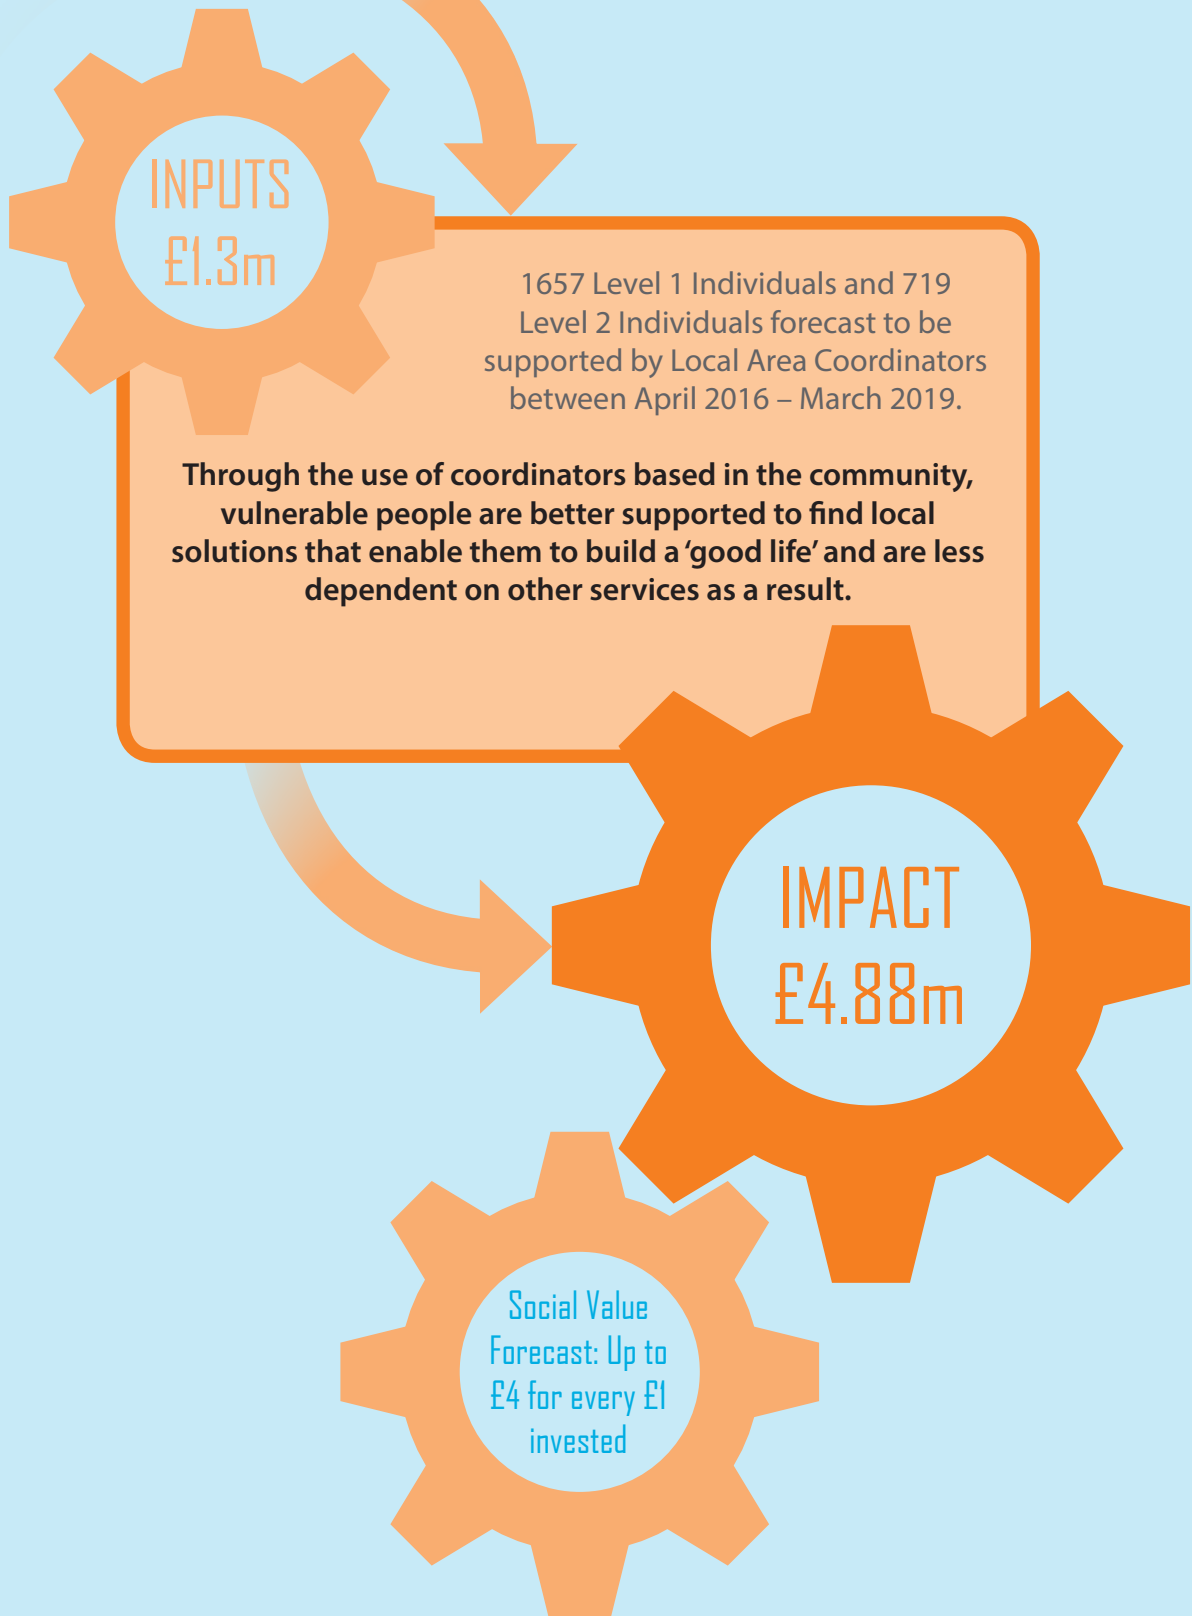 INPUTS
£1.3m
1657 Level 1 Individuals and 719
Level 2 Individuals forecast to be
supported by Local Area Coordinators
between April 2016 – March 2019.
Through the use of coordinators based in the community,
vulnerable people are better supported to find local
solutions that enable them to build a ‘good life’ and are less
dependent on other services as a result.
IMPACT
£4.88m
Social Value
Forecast: Up to
£4 for every £1
invested